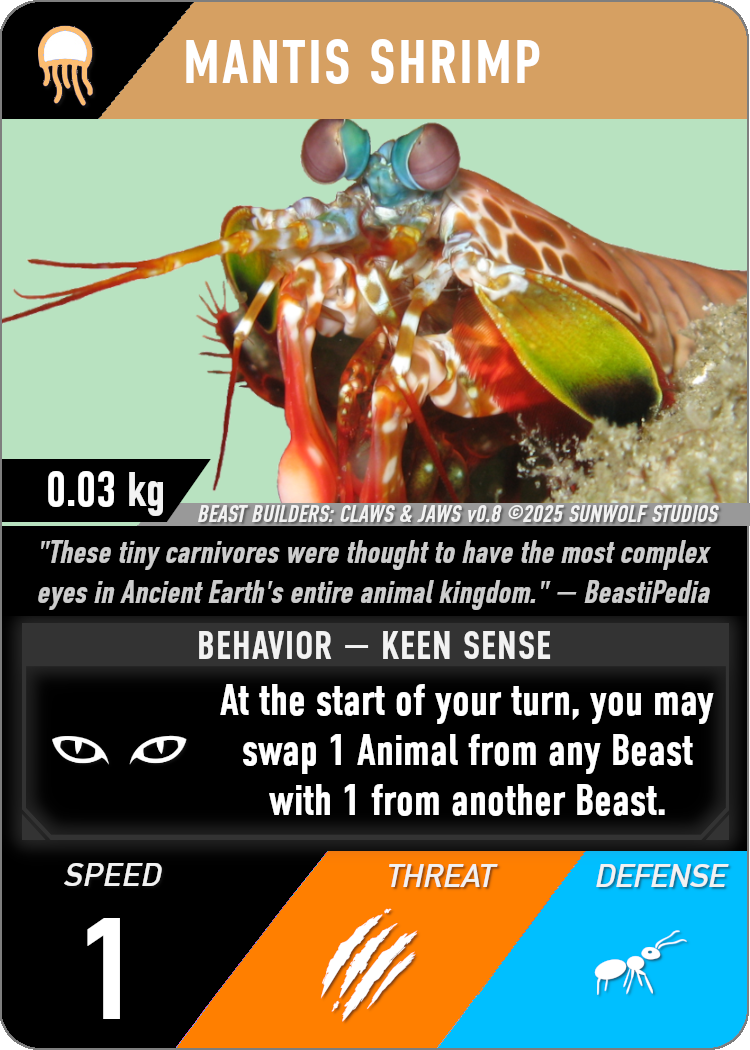 MANTIS SHRIMP
0.03 kg
BEAST BUILDERS: CLAWS & JAWS v0.8 ©2025 SUNWOLF STUDIOS
"These tiny carnivores were thought to have the most complex
eyes in Ancient Earth's entire animal kingdom." — BeastiPedia
BEHAVIOR — KEEN SENSE
At the start of your turn, you may
swap 1 Animal from any Beast
with 1 from another Beast.
SPEED THREAT DEFENSE
1